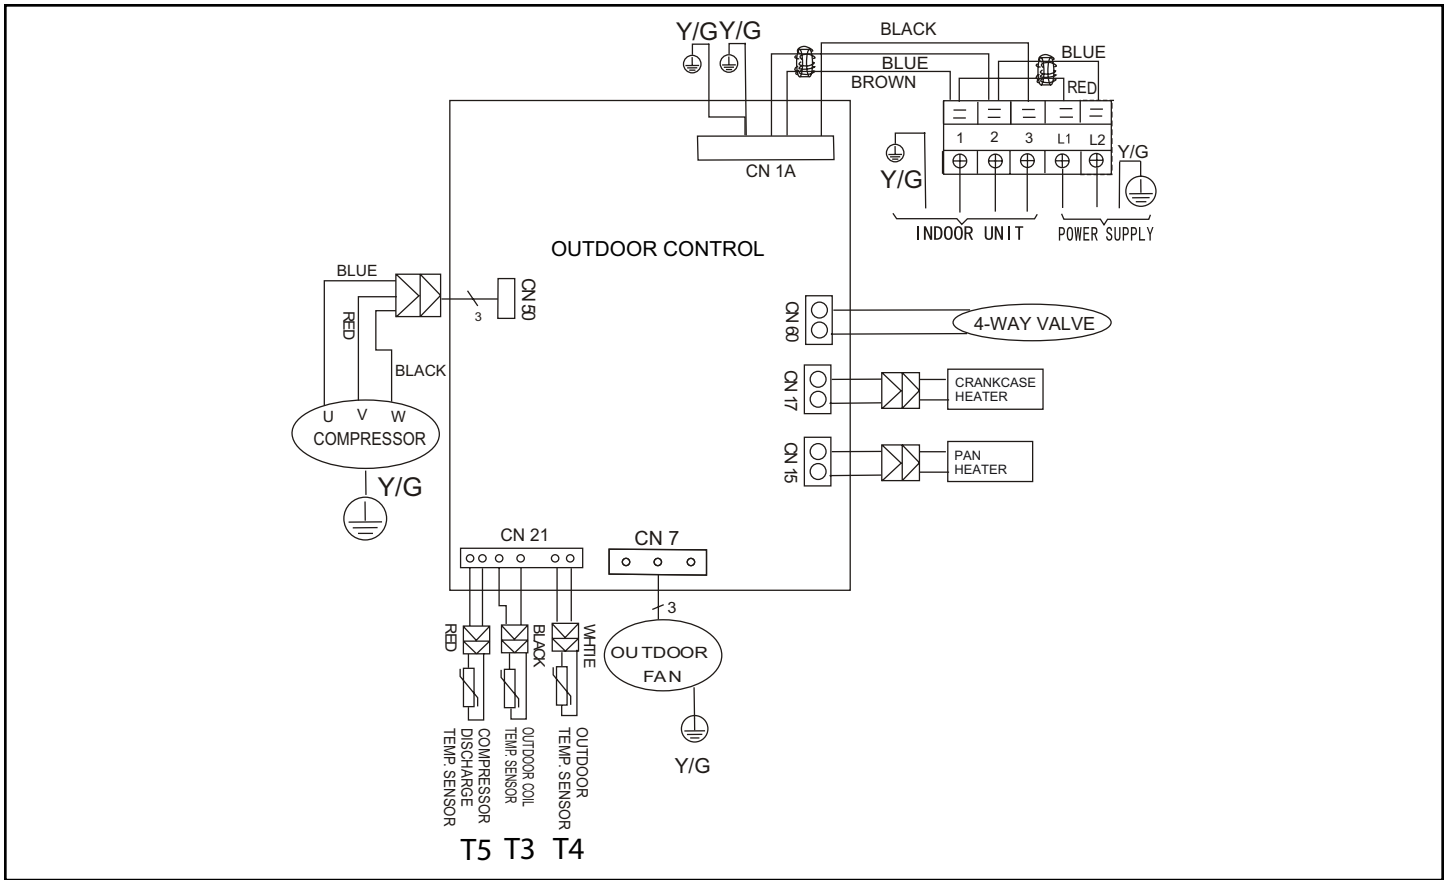 Y/G Y/G
BLACK
BLUE
BROWN
BLUE
RED
1 2 3 L1 L2
CN 1A
Y/G
Y/G
INDOOR UNIT
POWER SUPPLY
OUTDOOR CONTROL
BLUE
RED
BLACK
3
CN 50
U V W
COMPRESSOR
Y/G
CN 60
4-WAY VALVE
CN 17
CRANKCASE
HEATER
CN 15
PAN
HEATER
CN 21
CN 7
3
RED
BLACK
WHTIE
OUTDOOR
FAN
Y/G
COMPRESSOR
DISCHARGE
TEMP. SENSOR
OUTDOOR COIL
TEMP. SENSOR
OUTDOOR
TEMP. SENSOR
T5 T3 T4